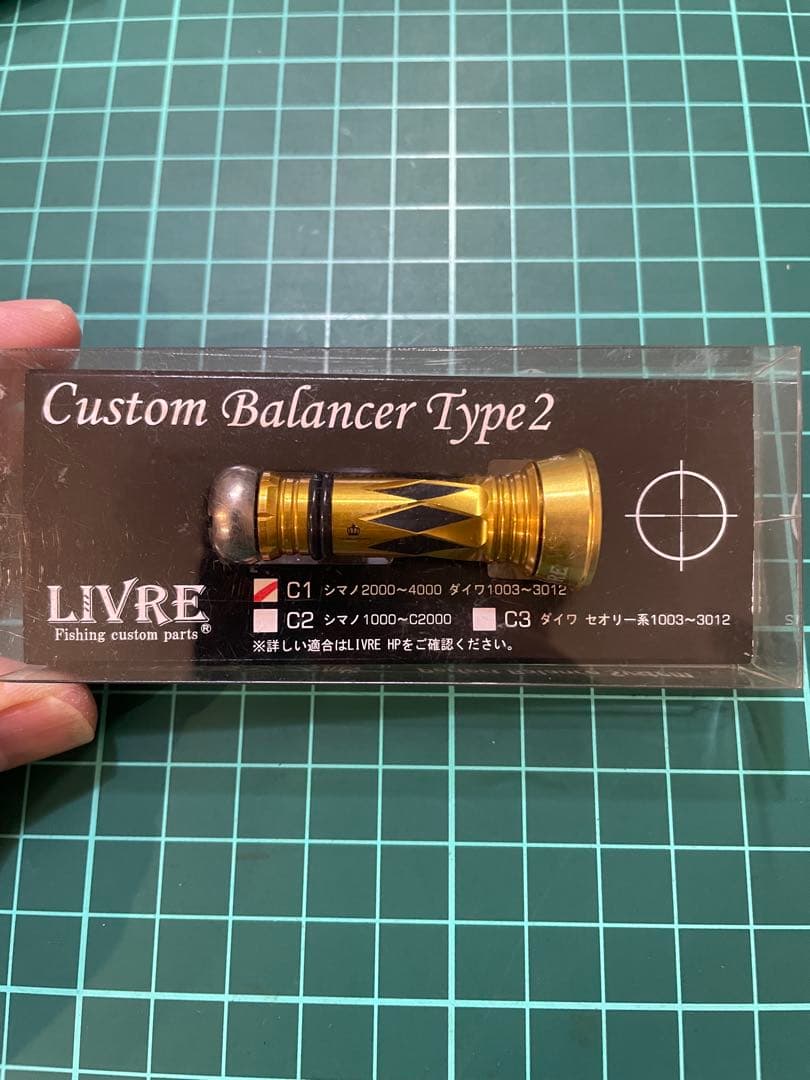 Custom Balancer Type2
LIVRE
Fishing custom parts®
C1 シマノ2000〜4000 ダイワ1003〜3012
C2 シマノ1000〜C2000 C3 ダイワ セオリー系1003〜3012
※詳しい適合はLIVRE HPをご確認ください。